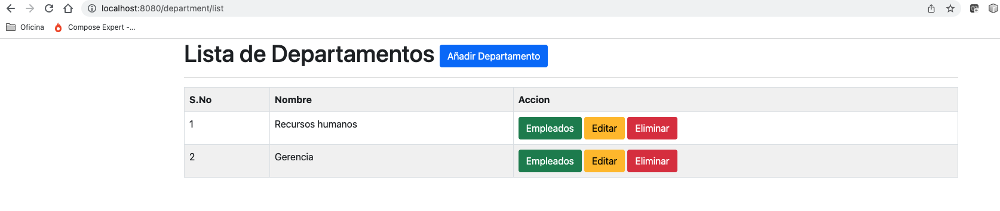 localhost:8080/department/list
Oficina Compose Expert -...
Lista de Departamentos Añadir Departamento
S.No Nombre Accion
1 Recursos humanos Empleados Editar Eliminar
2 Gerencia Empleados Editar Eliminar